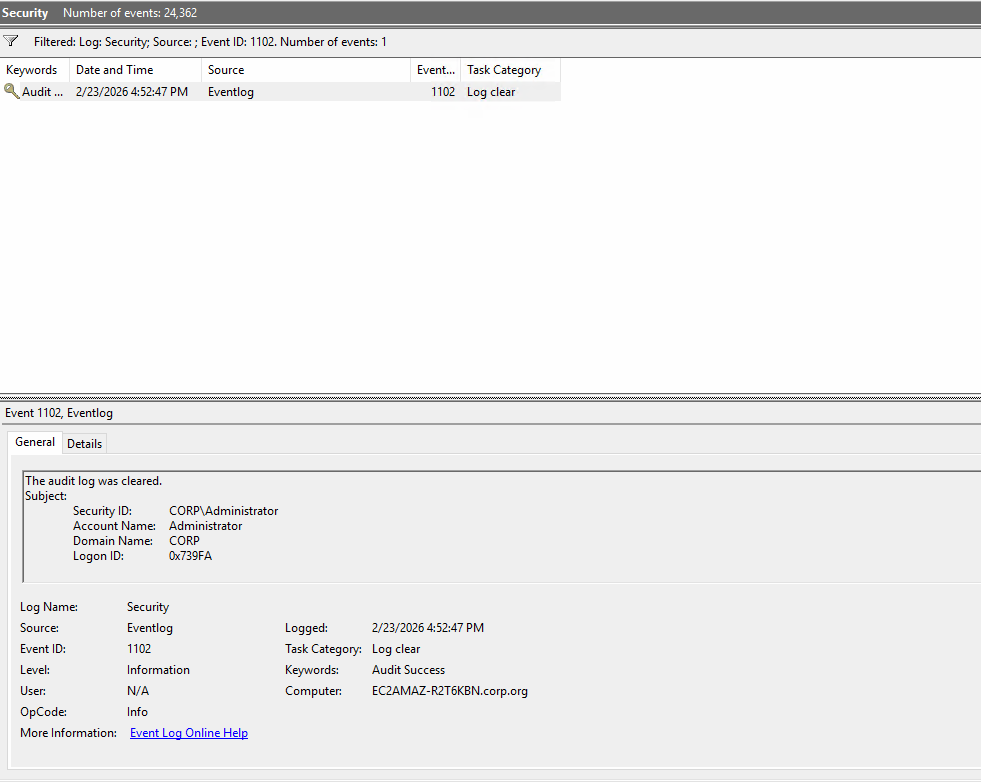 Security Number of events: 24,362
Filtered: Log: Security; Source: ; Event ID: 1102. Number of events: 1
Keywords Date and Time Source Event... Task Category
Audit ... 2/23/2026 4:52:47 PM Eventlog 1102 Log clear
Event 1102, Eventlog
General Details
The audit log was cleared.
Subject:
Security ID: CORP\Administrator
Account Name: Administrator
Domain Name: CORP
Logon ID: 0x739FA
Log Name: Security
Source: Eventlog Logged: 2/23/2026 4:52:47 PM
Event ID: 1102 Task Category: Log clear
Level: Information Keywords: Audit Success
User: N/A Computer: EC2AMAZ-R2T6KBN.corp.org
OpCode: Info
More Information: Event Log Online Help